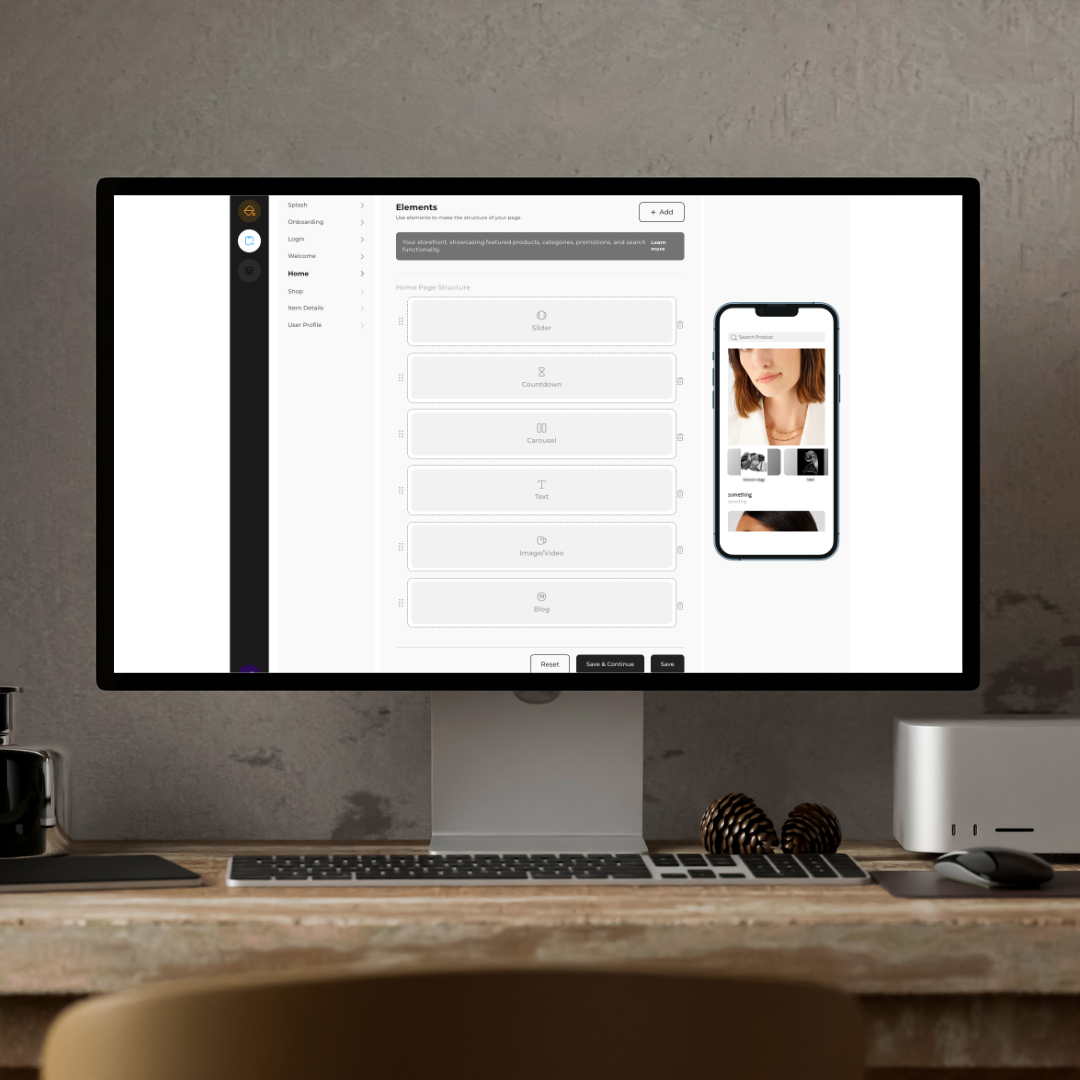 Splash
Onboarding
Login
Welcome
Home
Shop
Item Details
User Profile
Elements
Use elements to make the structure of your page.
+ Add
Your storefront, showcasing featured products, categories, promotions, and search
functionality.
Learn
more
Home Page Structure
Slider
Countdown
Carousel
Text
Image/Video
Blog
Reset
Save & Continue
Save
Search Product
something
something